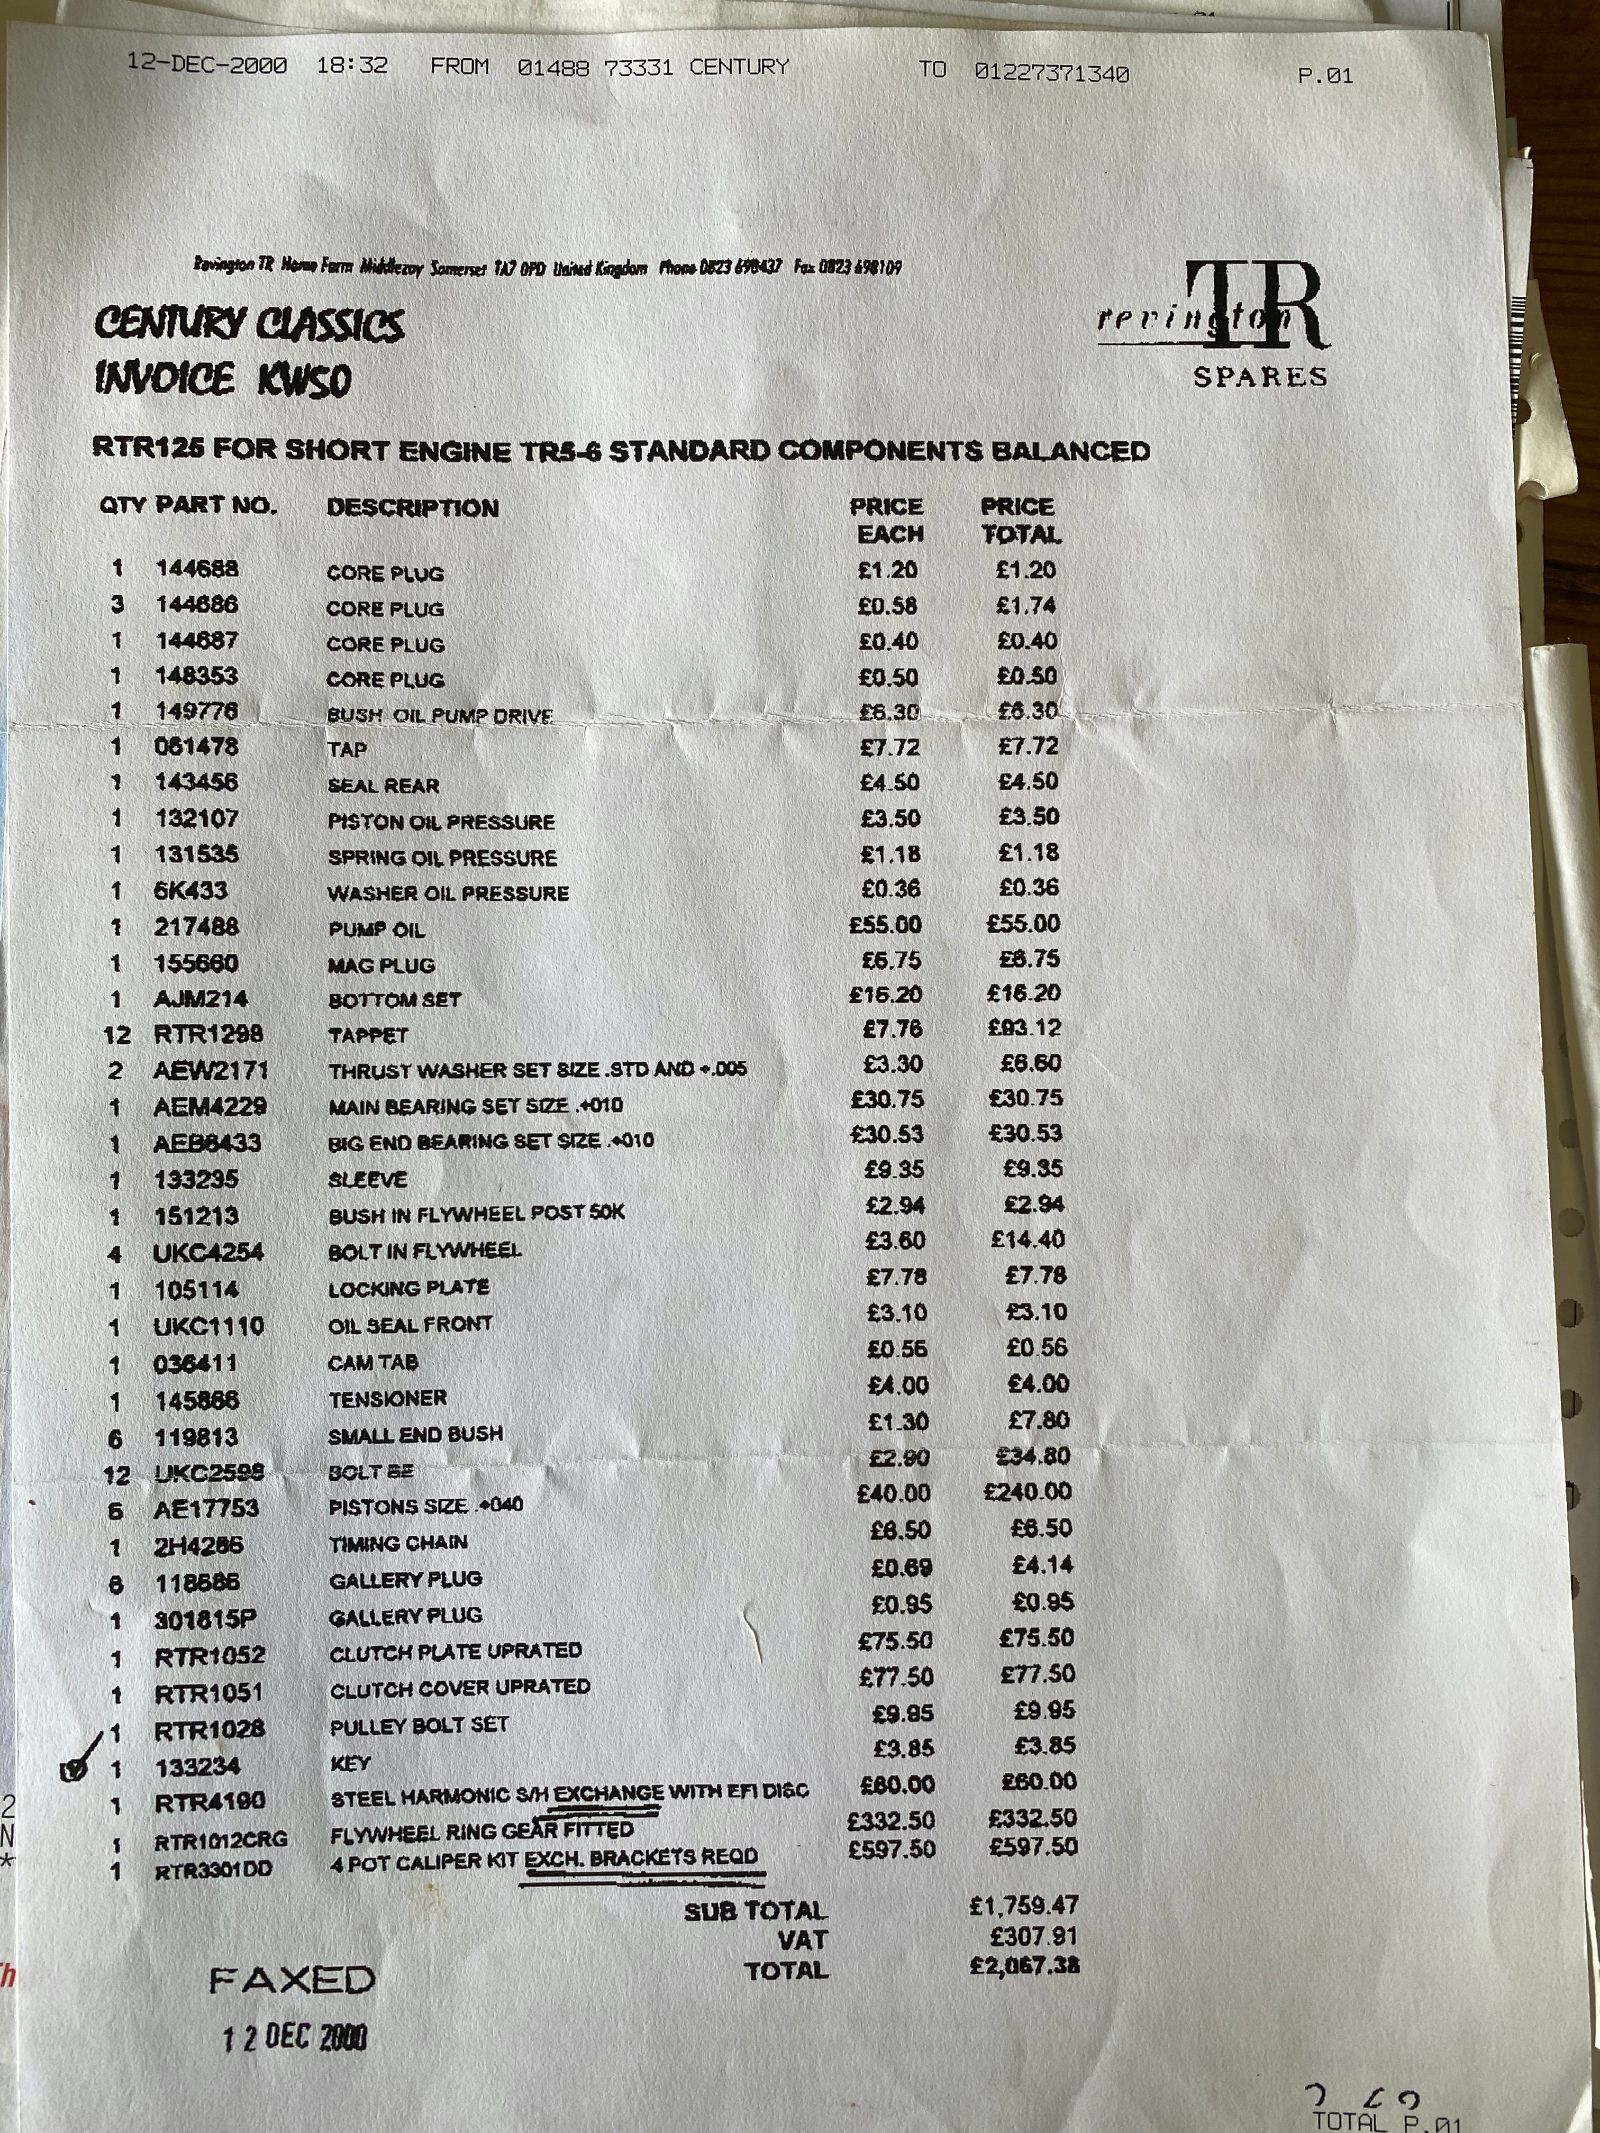 12-DEC-2000 18:32 FROM 01488 73331 CENTURY TO 01227371340 P.01
Revington TR Home Farm Middlezoy Somerset TA7 0PD United Kingdom Phone 0823 698437 Fax 0823 698109
CENTURY CLASSICS
INVOICE KW50
revington TR
SPARES
RTR125 FOR SHORT ENGINE TR5-6 STANDARD COMPONENTS BALANCED
QTY PART NO. DESCRIPTION PRICE EACH PRICE TOTAL
1 144688 CORE PLUG £1.20 £1.20
3 144686 CORE PLUG £0.58 £1.74
1 144687 CORE PLUG £0.40 £0.40
1 148353 CORE PLUG £0.50 £0.50
1 149776 BUSH OIL PUMP DRIVE £6.30 £6.30
1 061478 TAP £7.72 £7.72
1 143456 SEAL REAR £4.50 £4.50
1 132107 PISTON OIL PRESSURE £3.50 £3.50
1 131535 SPRING OIL PRESSURE £1.18 £1.18
1 6K433 WASHER OIL PRESSURE £0.36 £0.36
1 217488 PUMP OIL £55.00 £55.00
1 155660 MAG PLUG £6.75 £6.75
1 AJM214 BOTTOM SET £16.20 £16.20
12 RTR1298 TAPPET £7.76 £93.12
2 AEW2171 THRUST WASHER SET SIZE .STD AND +.005 £3.30 £6.60
1 AEM4229 MAIN BEARING SET SIZE .+010 £30.75 £30.75
1 AEB6433 BIG END BEARING SET SIZE .+010 £30.53 £30.53
1 133235 SLEEVE £9.35 £9.35
1 151213 BUSH IN FLYWHEEL POST 50K £2.94 £2.94
4 UKC4254 BOLT IN FLYWHEEL £3.60 £14.40
1 105114 LOCKING PLATE £7.78 £7.78
1 UKC1110 OIL SEAL FRONT £3.10 £3.10
1 036411 CAM TAB £0.56 £0.56
1 145866 TENSIONER £4.00 £4.00
6 119813 SMALL END BUSH £1.30 £7.80
12 UKC2598 BOLT BE £2.90 £34.80
6 AE17753 PISTONS SIZE .+040 £40.00 £240.00
1 2H4286 TIMING CHAIN £6.50 £6.50
6 118686 GALLERY PLUG £0.69 £4.14
1 301815P GALLERY PLUG £0.95 £0.95
1 RTR1052 CLUTCH PLATE UPRATED £75.50 £75.50
1 RTR1051 CLUTCH COVER UPRATED £77.50 £77.50
1 RTR1028 PULLEY BOLT SET £9.95 £9.95
1 133234 KEY £3.85 £3.85
1 RTR4190 STEEL HARMONIC S/H EXCHANGE WITH EFI DISC £60.00 £60.00
1 RTR1012CRG FLYWHEEL RING GEAR FITTED £332.50 £332.50
1 RTR3301DD 4 POT CALIPER KIT EXCH. BRACKETS REQD £597.50 £597.50
SUB TOTAL £1,759.47
VAT £307.91
TOTAL £2,067.38
FAXED
12 DEC 2000
TOTAL P.01